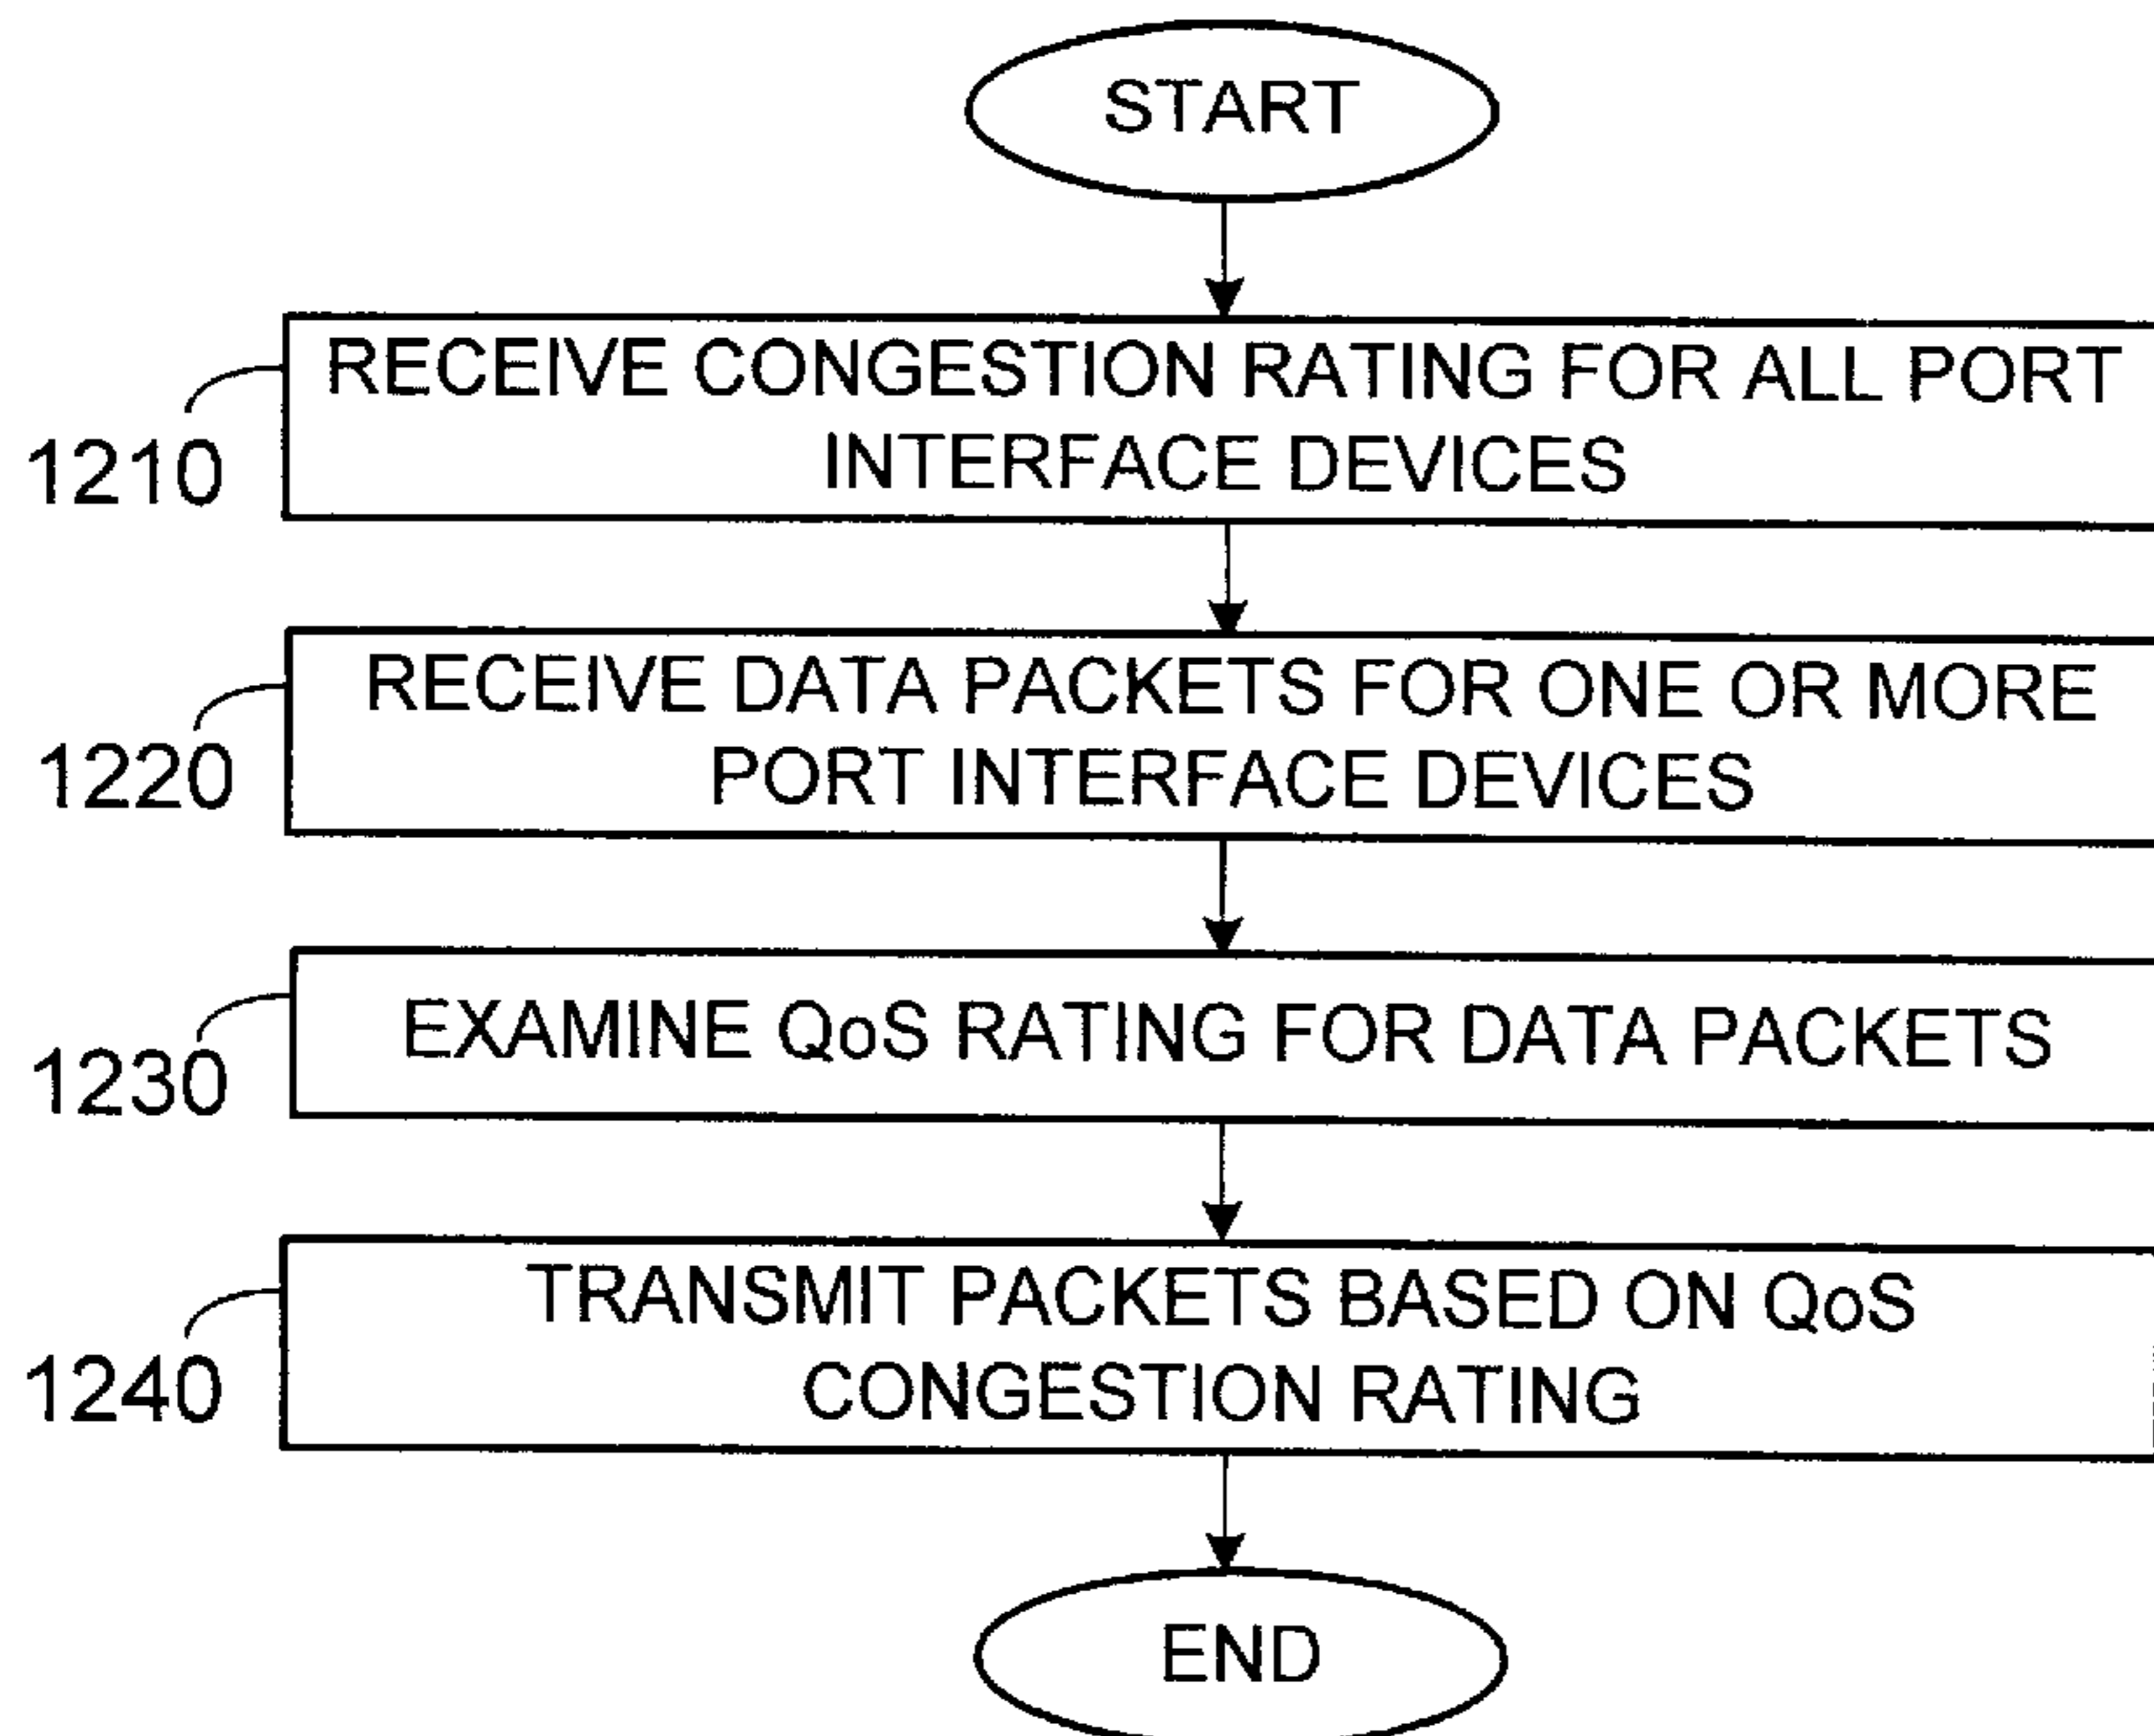 START
RECEIVE CONGESTION RATING FOR ALL PORT
INTERFACE DEVICES
1210
RECEIVE DATA PACKETS FOR ONE OR MORE
PORT INTERFACE DEVICES
1220
EXAMINE QoS RATING FOR DATA PACKETS
1230
TRANSMIT PACKETS BASED ON QoS
CONGESTION RATING
1240
END